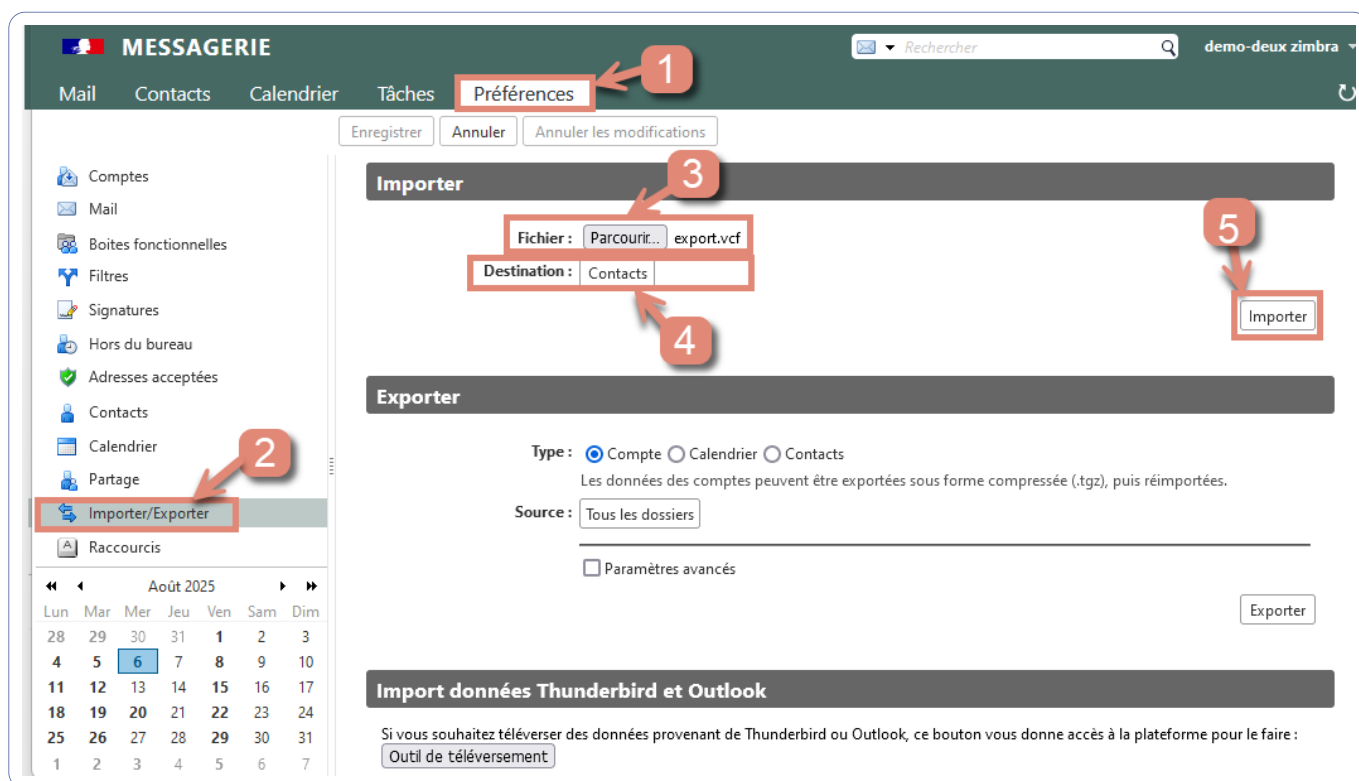 MESSAGERIE
Rechercher
demo-deux zimbra
Mail Contacts Calendrier Tâches Préférences
1
Enregistrer Annuler Annuler les modifications
Comptes
Mail
Boites fonctionnelles
Filtres
Signatures
Hors du bureau
Adresses acceptées
Contacts
Calendrier
2
Partage
Importer/Exporter
Raccourcis
Août 2025
Lun Mar Mer Jeu Ven Sam Dim
28 29 30 31 1 2 3
4 5 6 7 8 9 10
11 12 13 14 15 16 17
18 19 20 21 22 23 24
25 26 27 28 29 30 31
1 2 3 4 5 6 7
Importer
3
Fichier : Parcourir... export.vcf
Destination : Contacts
4
5
Importer
Exporter
Type : Compte Calendrier Contacts
Les données des comptes peuvent être exportées sous forme compressée (.tgz), puis réimportées.
Source : Tous les dossiers
Paramètres avancés
Exporter
Import données Thunderbird et Outlook
Si vous souhaitez téléverser des données provenant de Thunderbird ou Outlook, ce bouton vous donne accès à la plateforme pour le faire :
Outil de téléversement